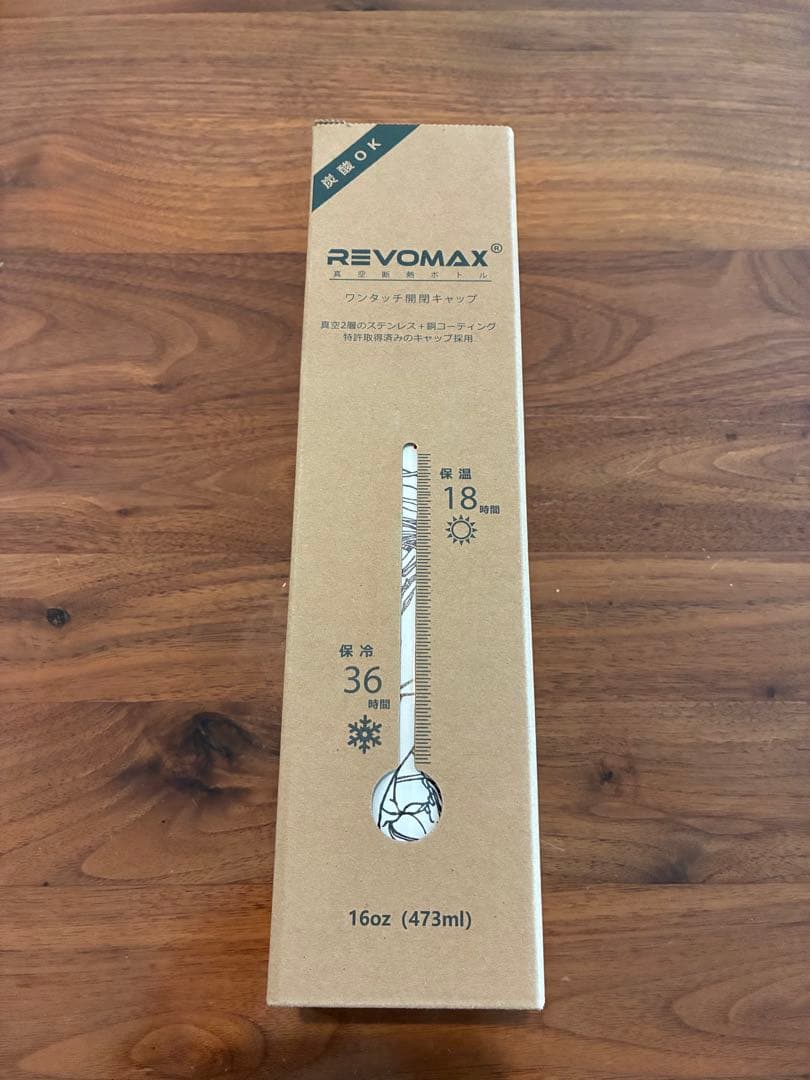 炭酸OK
REVOMAX®
真空断熱ボトル
ワンタッチ開閉キャップ
真空2層のステンレス+銅コーティング
特許取得済みのキャップ採用
保温
18時間
保冷
36
時間
16oz (473ml)